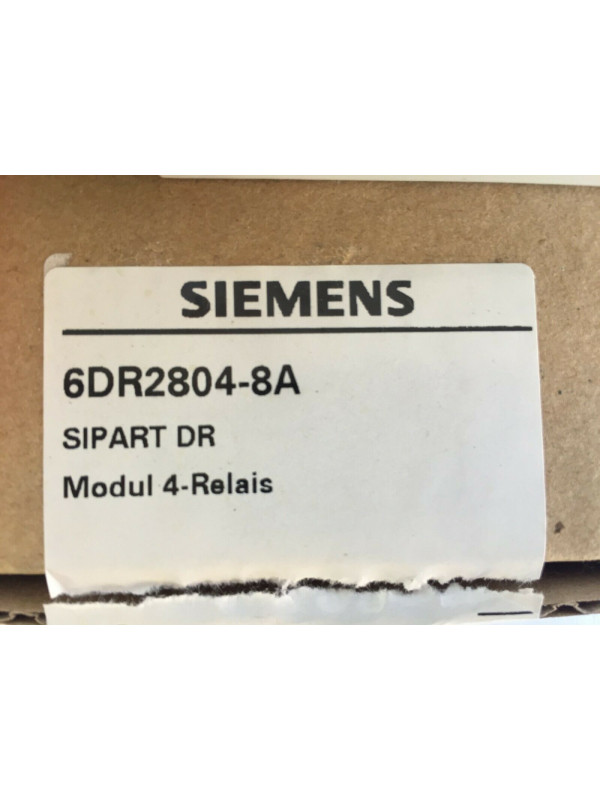 SIEMENS
6DR2804-8A
SIPART DR
Modul 4-Relais